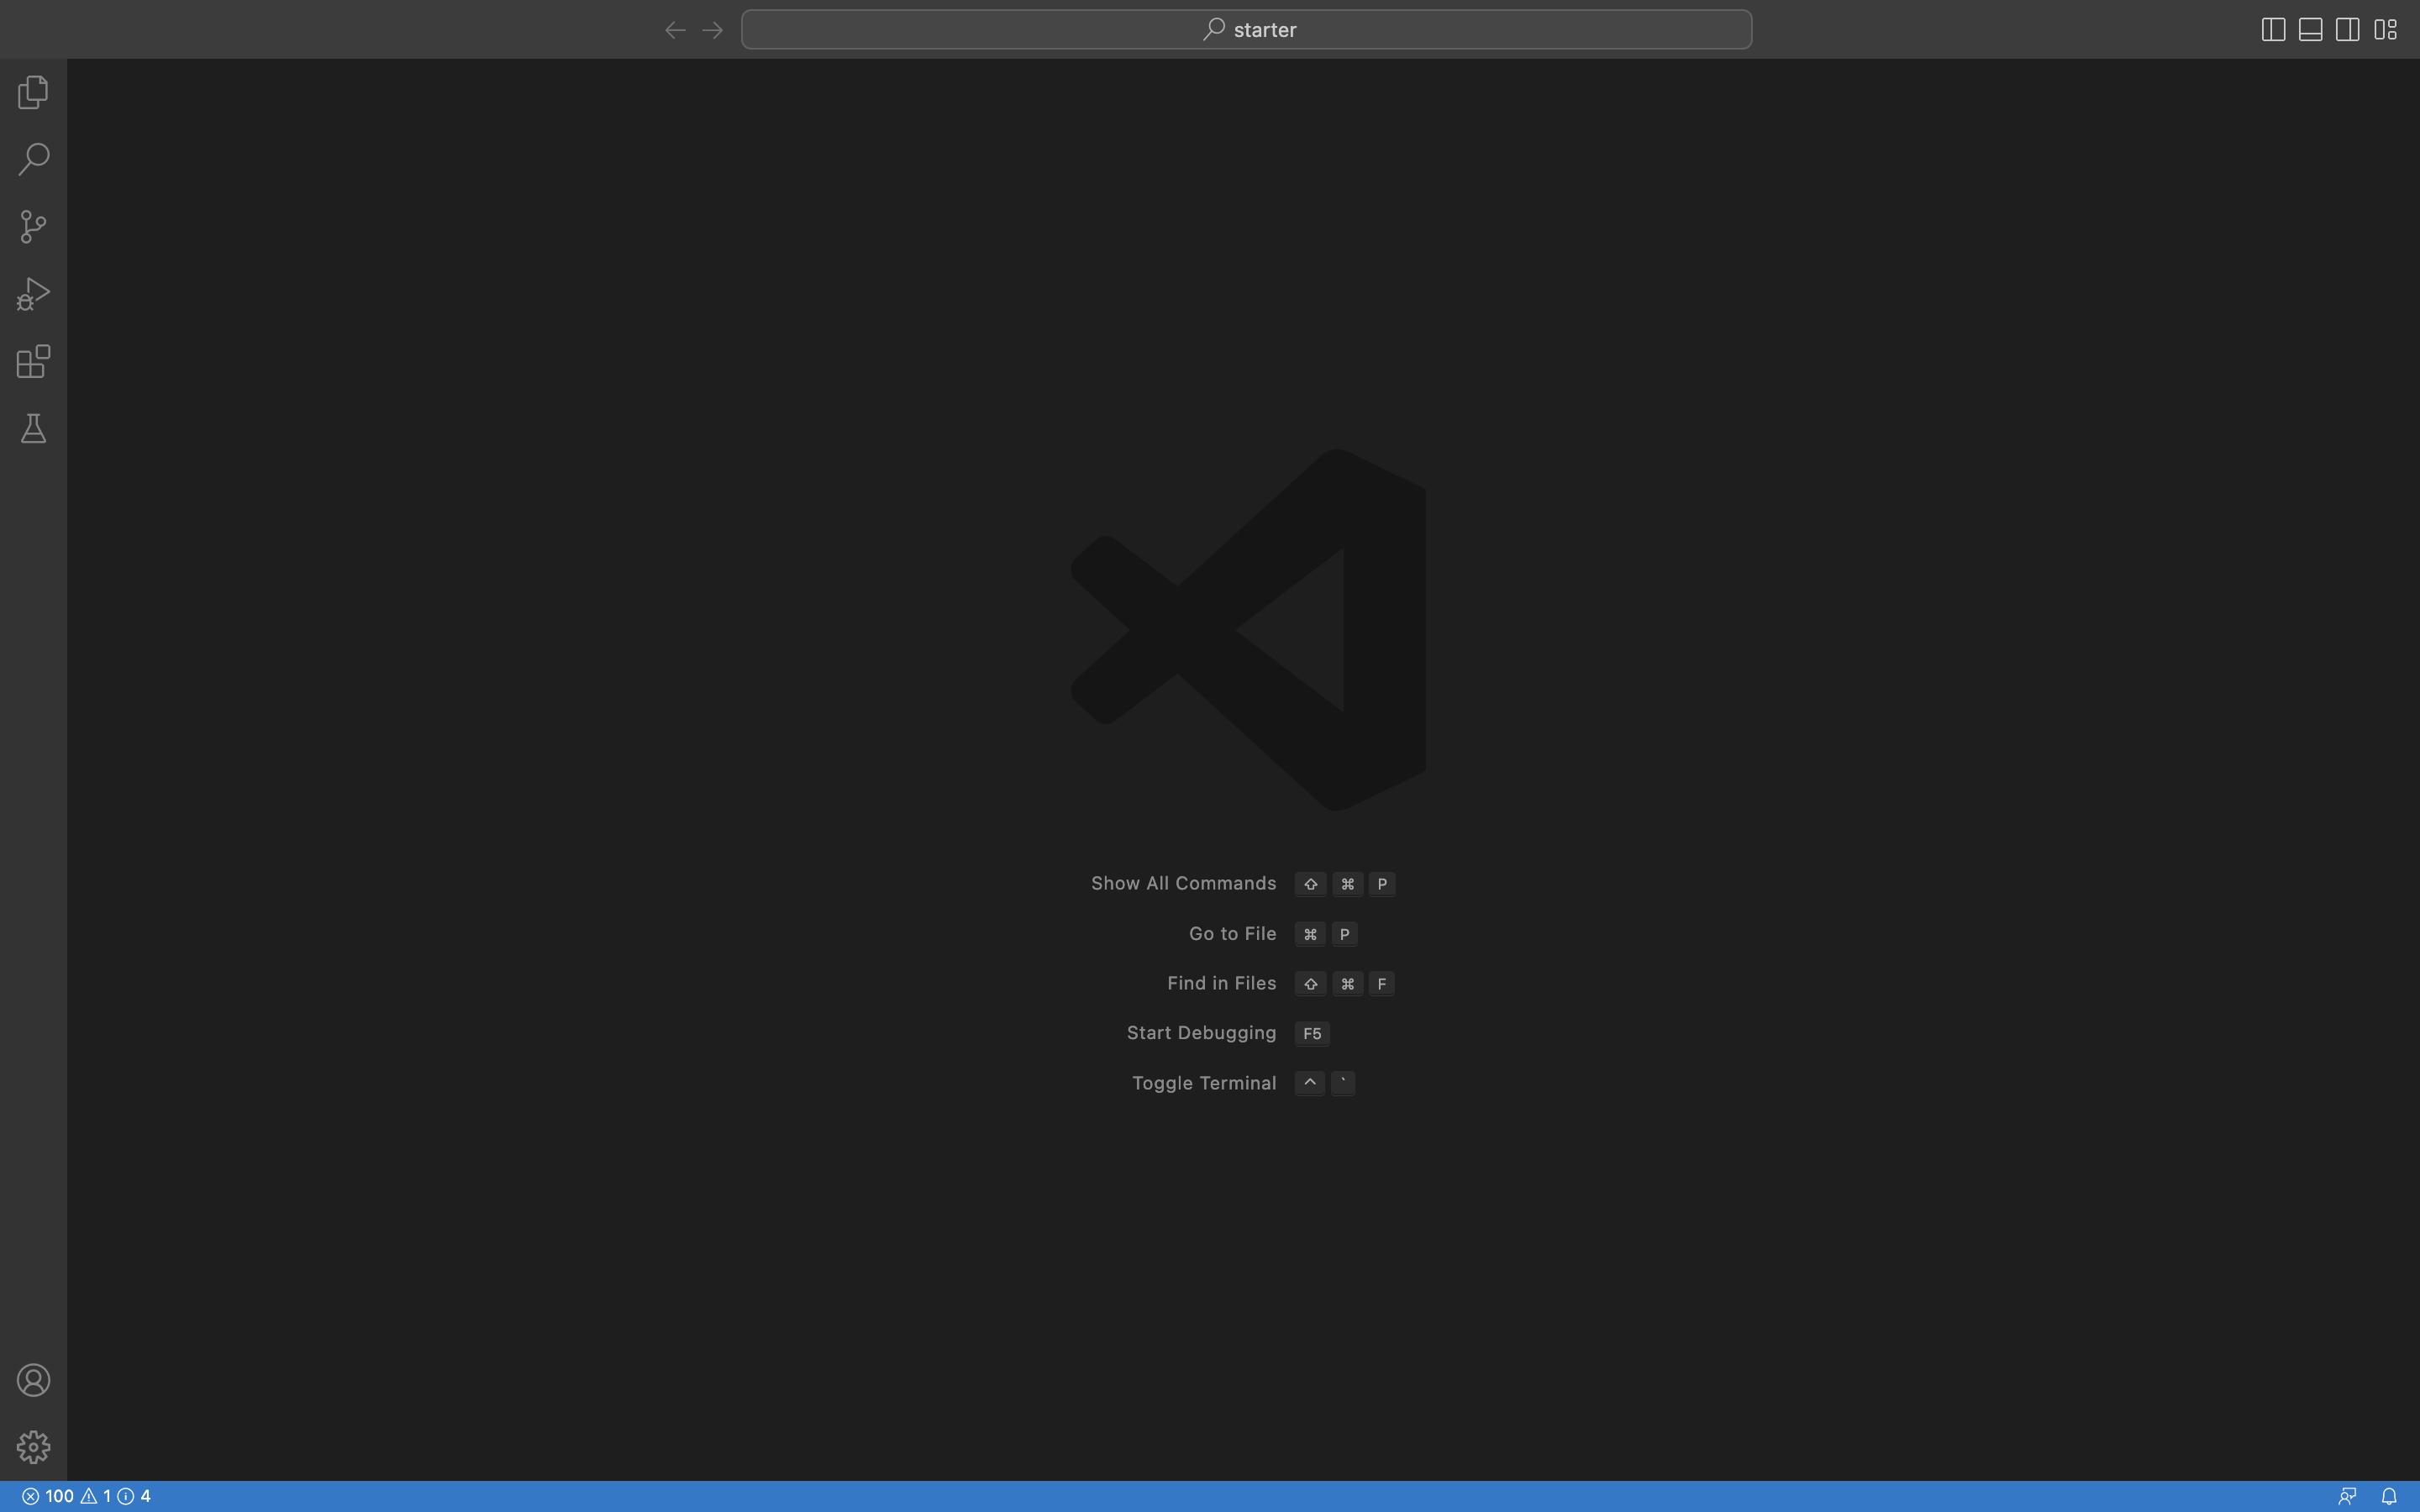 starter
Show All Commands ⇧ ⌘ P
Go to File ⌘ P
Find in Files ⇧ ⌘ F
Start Debugging F5
Toggle Terminal ^ `
100 1 4